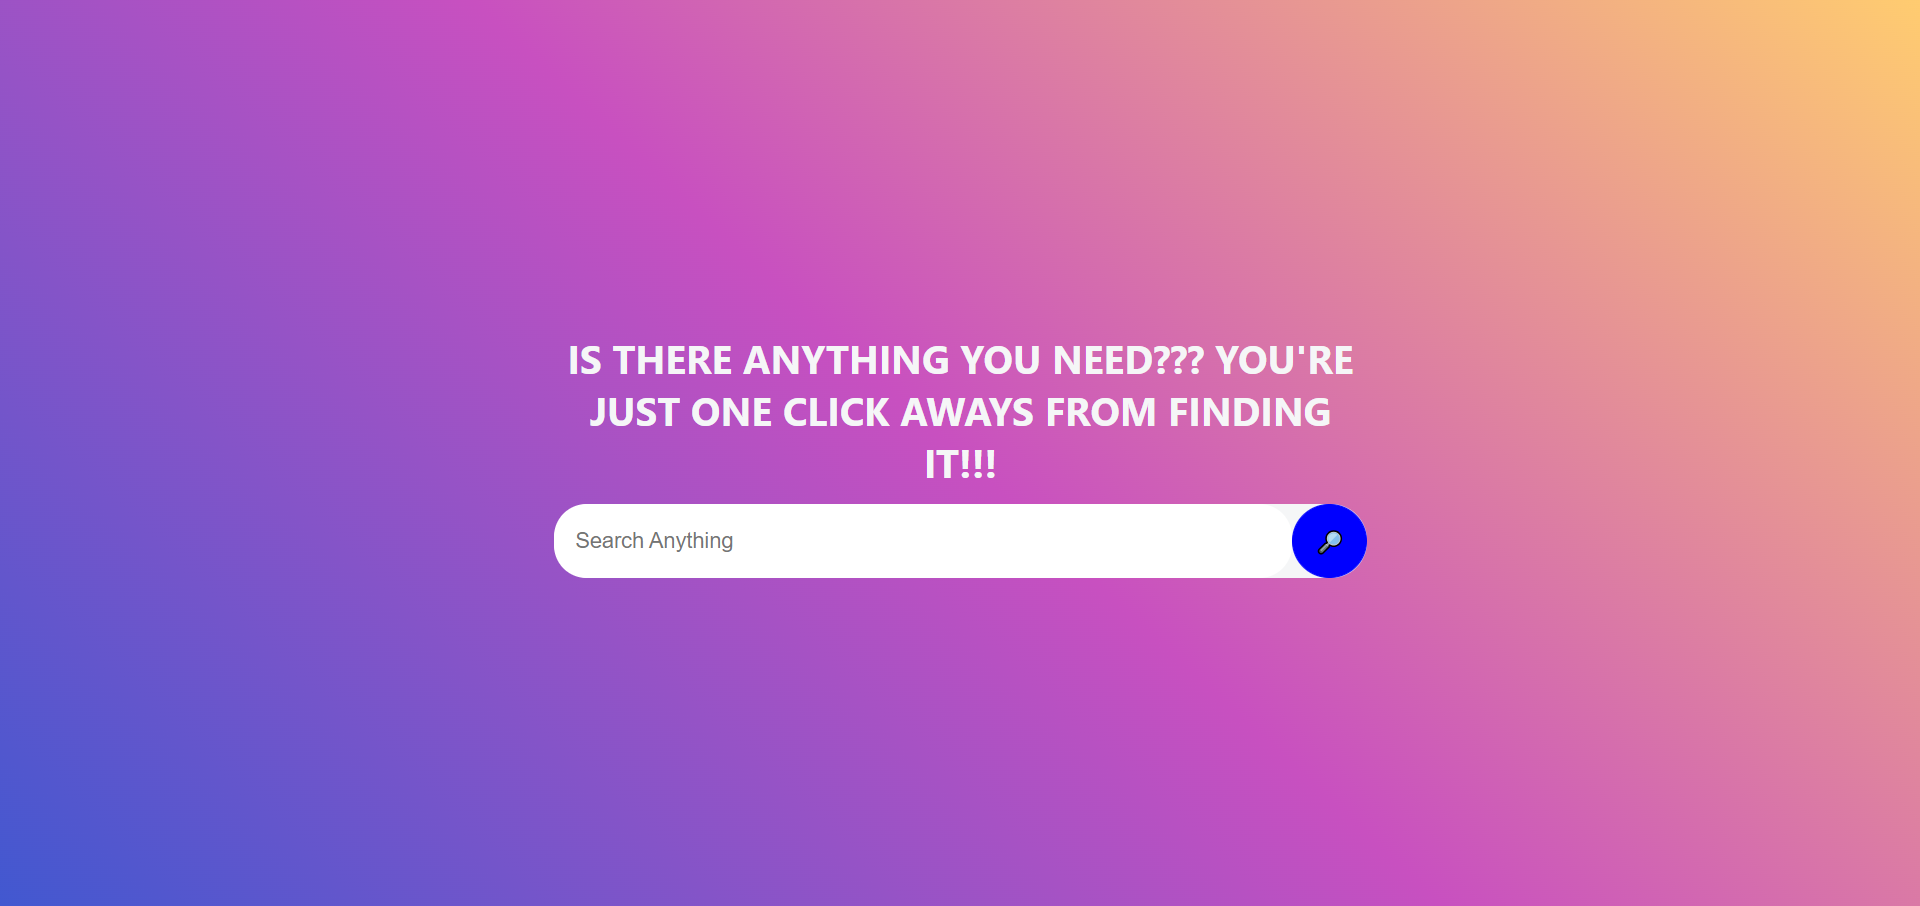 IS THERE ANYTHING YOU NEED??? YOU'RE
JUST ONE CLICK AWAYS FROM FINDING
IT!!!
Search Anything